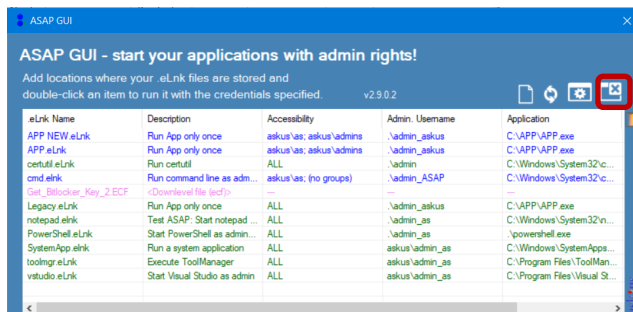 ASAP GUI
ASAP GUI - start your applications with admin rights!
Add locations where your .eLnk files are stored and
double-click an item to run it with the credentials specified. v2.9.0.2
.eLnk Name Description Accessibility Admin. Username Application
APP NEW.eLnk Run App only once askus\as; askus\admins .\admin_askus C:\APP\APP.exe
APP.eLnk Run App only once askus\as; askus\admins .\admin_askus C:\APP\APP.exe
certutil.eLnk Run certutil ALL .\admin C:\Windows\System32\c...
cmd.elnk Run command line as adm... askus\as; (no groups) .\admin_ASAP C:\Windows\System32\c...
Get_Bitlocker_Key_2.ECF <Downlevel file (ecf)> --- --- ---
Legacy.eLnk Run App only once ALL .\admin_askus C:\APP\APP.exe
notepad.elnk Test ASAP: Start notepad ... ALL .\admin_as C:\Windows\System32\n...
PowerShell.eLnk Start PowerShell as admin... ALL .\admin_as .\powershell.exe
SystemApp.elnk Run a system application ALL askus\admin_as C:\Windows\SystemApps...
toolmgr.eLnk Execute ToolManager ALL askus\admin_as C:\Program Files\ToolMan...
vstudio.eLnk Start Visual Studio as admin ALL askus\admin_as C:\Program Files\Visual St...